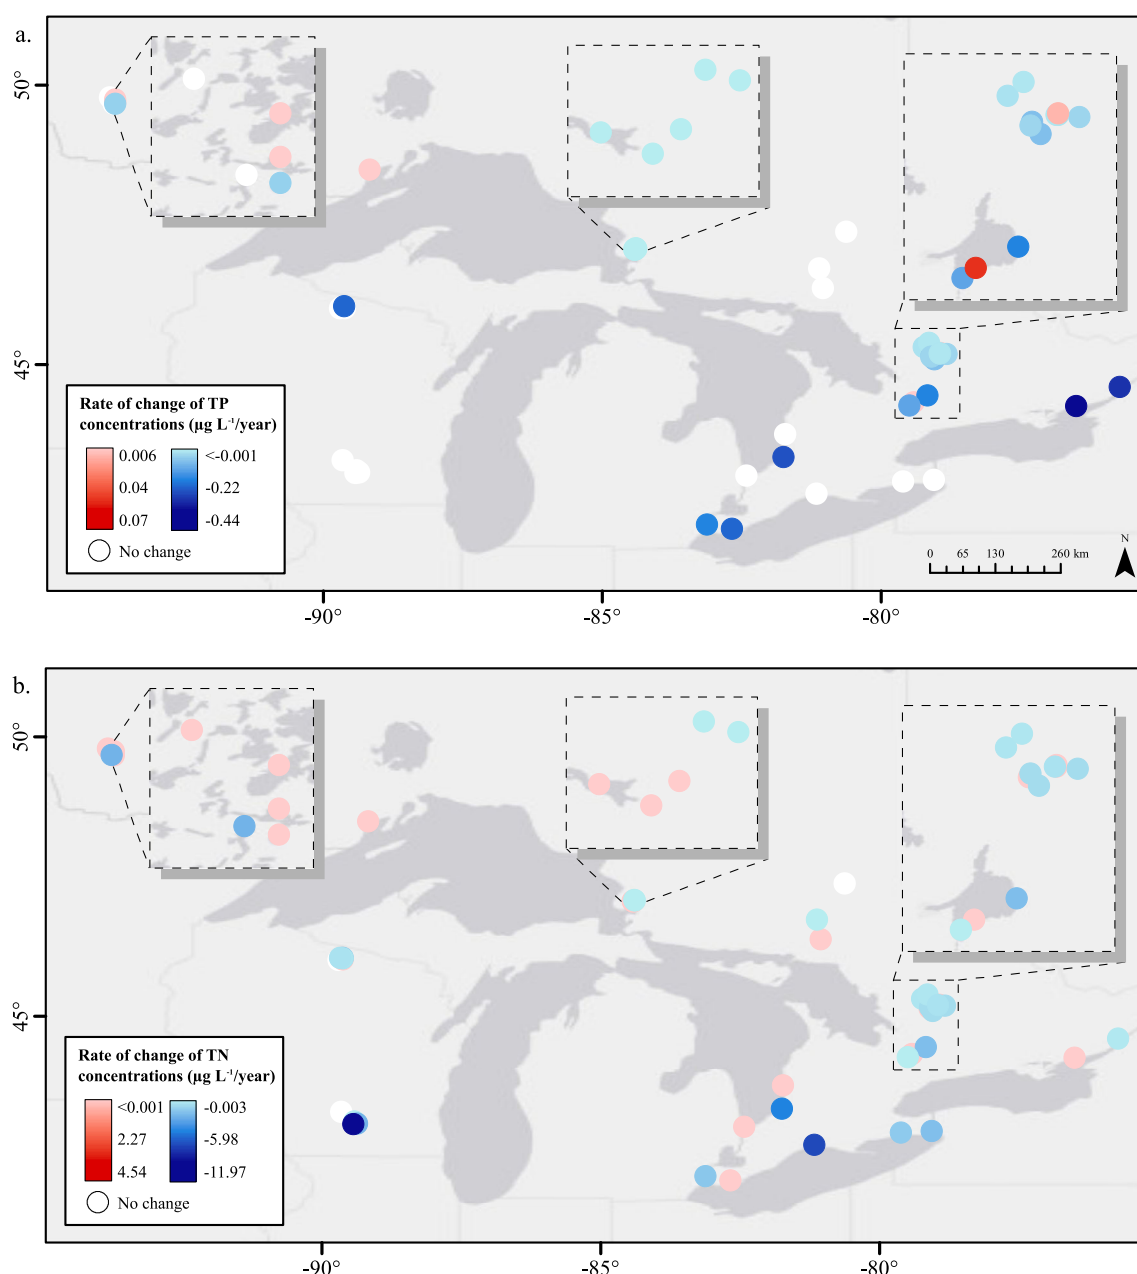 a.
50°
45°
Rate of change of TP
concentrations (µg L⁻¹/year)
0.006 <-0.001
0.04 -0.22
0.07 -0.44
No change
N
0 65 130 260 km
-90° -85° -80°
b.
50°
45°
Rate of change of TN
concentrations (µg L⁻¹/year)
<0.001 -0.003
2.27 -5.98
4.54 -11.97
No change
-90° -85° -80°